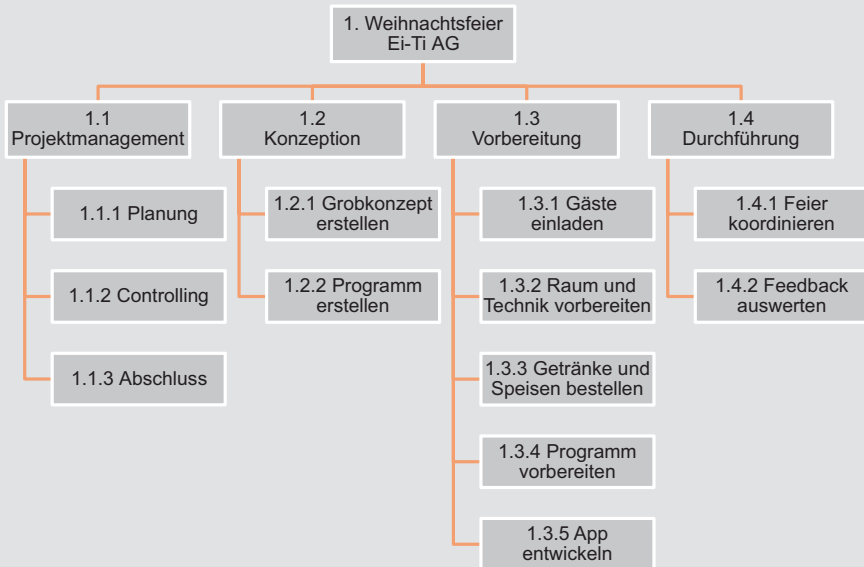 1. Weihnachtsfeier
Ei-Ti AG
1.1
Projektmanagement
1.2
Konzeption
1.3
Vorbereitung
1.4
Durchführung
1.1.1 Planung
1.1.2 Controlling
1.1.3 Abschluss
1.2.1 Grobkonzept
erstellen
1.2.2 Programm
erstellen
1.3.1 Gäste
einladen
1.3.2 Raum und
Technik vorbereiten
1.3.3 Getränke und
Speisen bestellen
1.3.4 Programm
vorbereiten
1.3.5 App
entwickeln
1.4.1 Feier
koordinieren
1.4.2 Feedback
auswerten